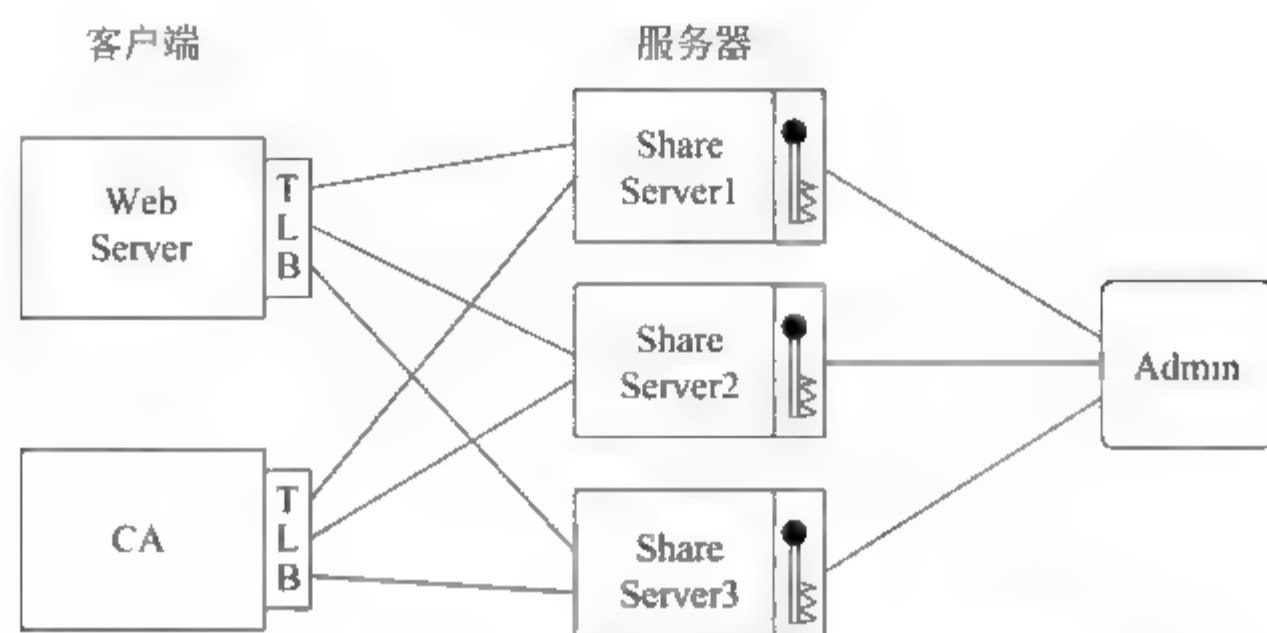 客户端
服务器
Web
Server
T
L
B
CA
T
L
B
Share
Server1
Share
Server2
Share
Server3
Admin